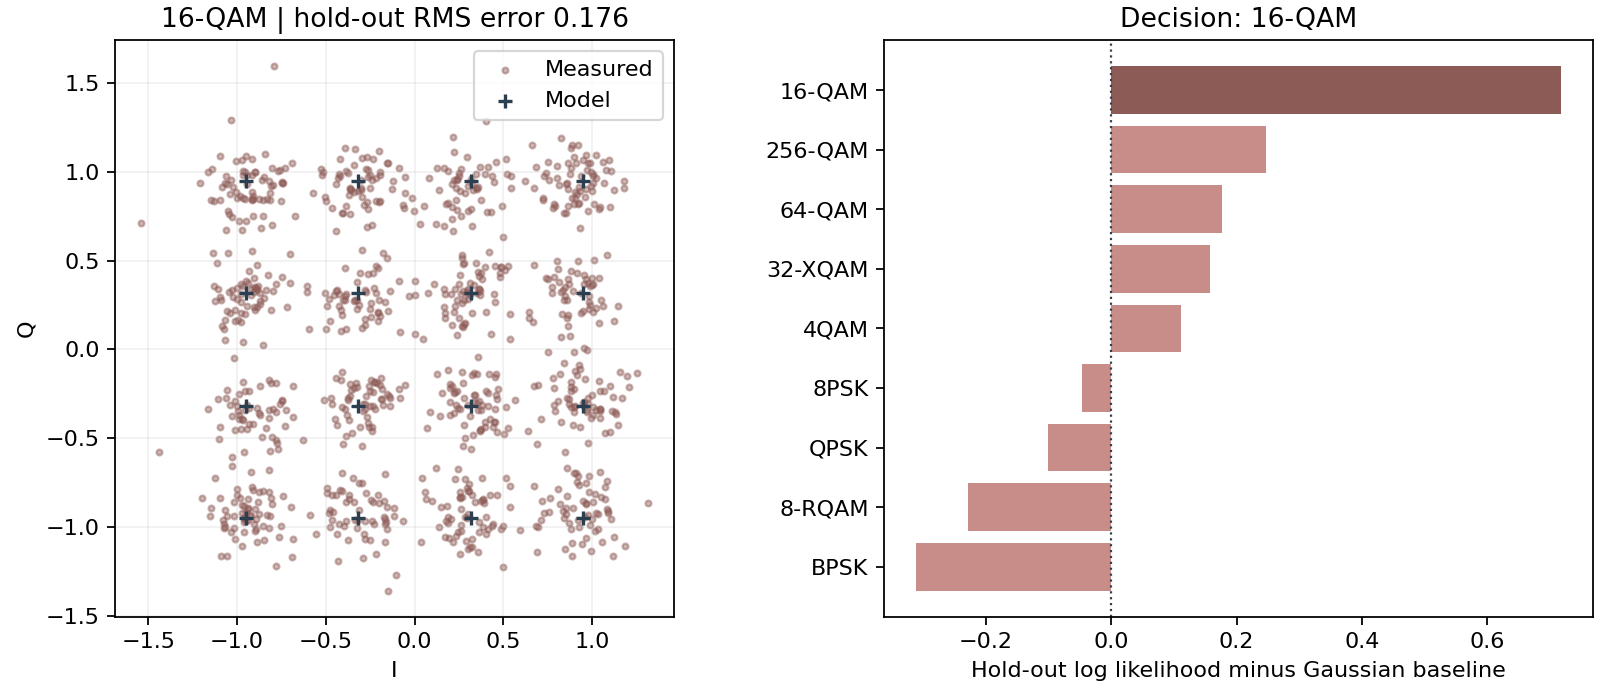 16-QAM | hold-out RMS error 0.176
Measured
Model
1.5
1.0
0.5
0.0
−0.5
−1.0
−1.5
Q
−1.5 −1.0 −0.5 0.0 0.5 1.0
I
Decision: 16-QAM
16-QAM
256-QAM
64-QAM
32-XQAM
4QAM
8PSK
QPSK
8-RQAM
BPSK
−0.2 0.0 0.2 0.4 0.6
Hold-out log likelihood minus Gaussian baseline